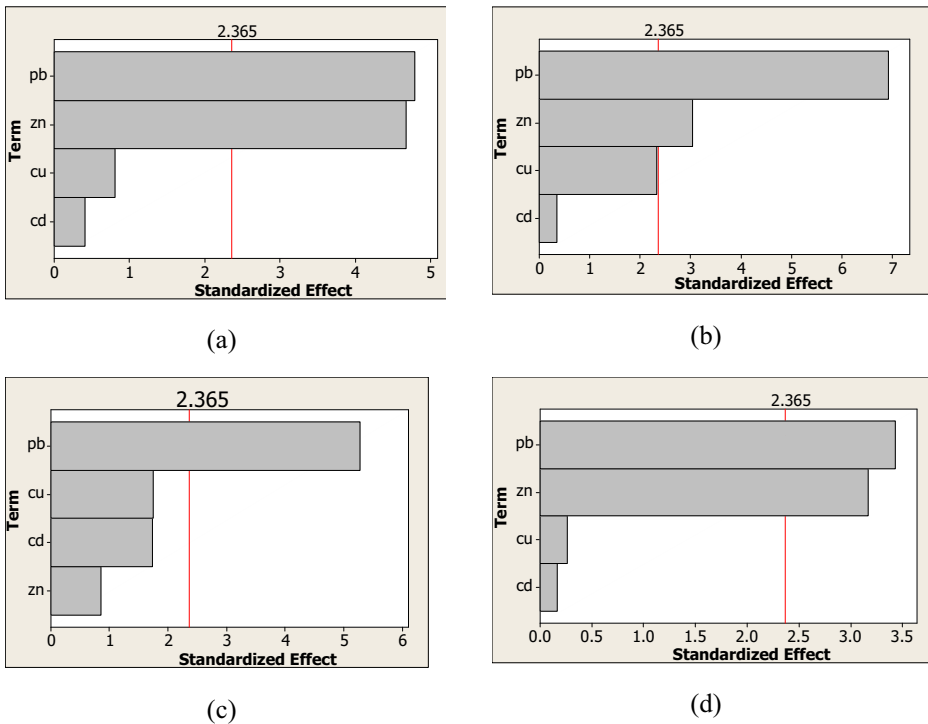 2.365
Term
pb
zn
cu
cd
0 1 2 3 4 5
Standardized Effect
(a)
2.365
Term
pb
zn
cu
cd
0 1 2 3 4 5 6 7
Standardized Effect
(b)
2.365
Term
pb
cu
cd
zn
0 1 2 3 4 5 6
Standardized Effect
(c)
2.365
Term
pb
zn
cu
cd
0.0 0.5 1.0 1.5 2.0 2.5 3.0 3.5
Standardized Effect
(d)